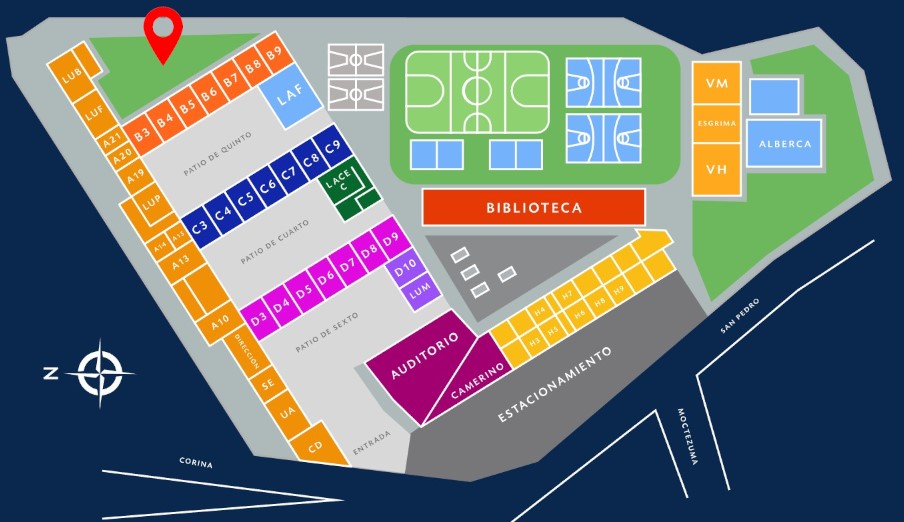 LUB
LUF
A21
A20
A19
LUP
A14
A15
A13
A10
DIRECCIÓN
SE
UA
CD
B3
B4
B5
B6
B7
B8
B9
LAF
PATIO DE QUINTO
C3
C4
C5
C6
C7
C8
C9
LACE
C
PATIO DE CUARTO
D3
D4
D5
D6
D7
D8
D9
D10
LUM
PATIO DE SEXTO
AUDITORIO
CAMERINO
ENTRADA
ESTACIONAMIENTO
BIBLIOTECA
H4
H7
H3
H5
H6
H8
H9
VM
ESGRIMA
VH
ALBERCA
SAN PEDRO
MOCTEZUMA
CORINA
N